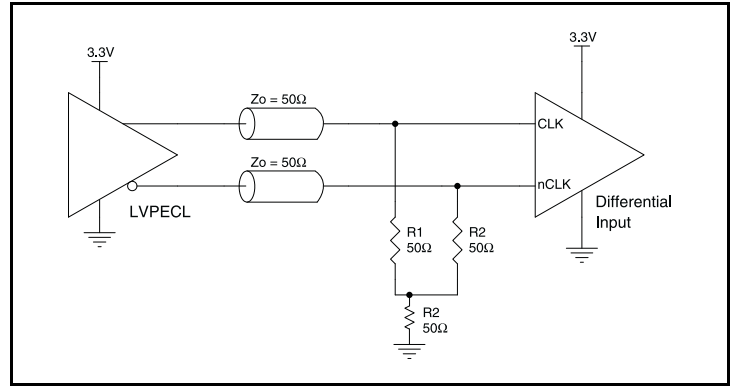 3.3V
3.3V
Zo = 50Ω
CLK
Zo = 50Ω
nCLK
LVPECL
Differential
Input
R1
50Ω
R2
50Ω
R2
50Ω